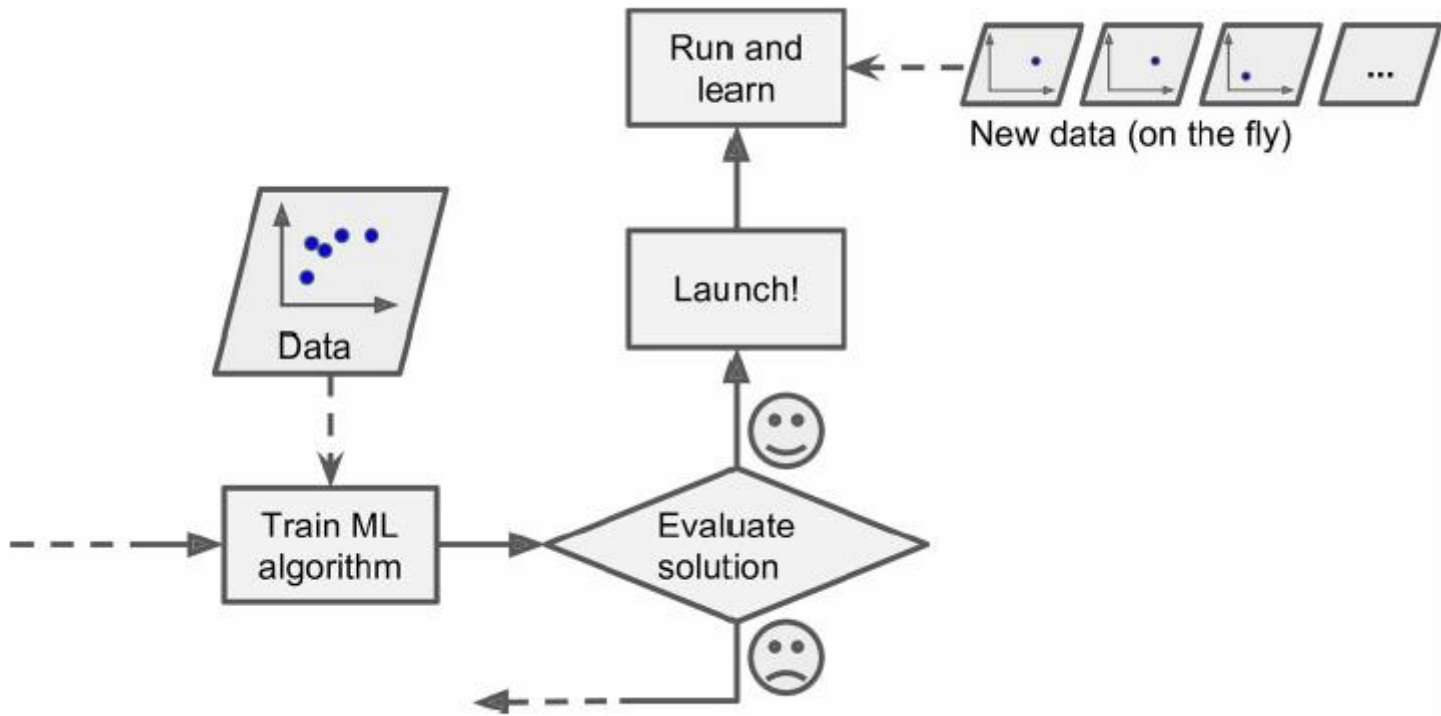 Run and
learn
...
New data (on the fly)
Launch!
Data
Train ML
algorithm
Evaluate
solution